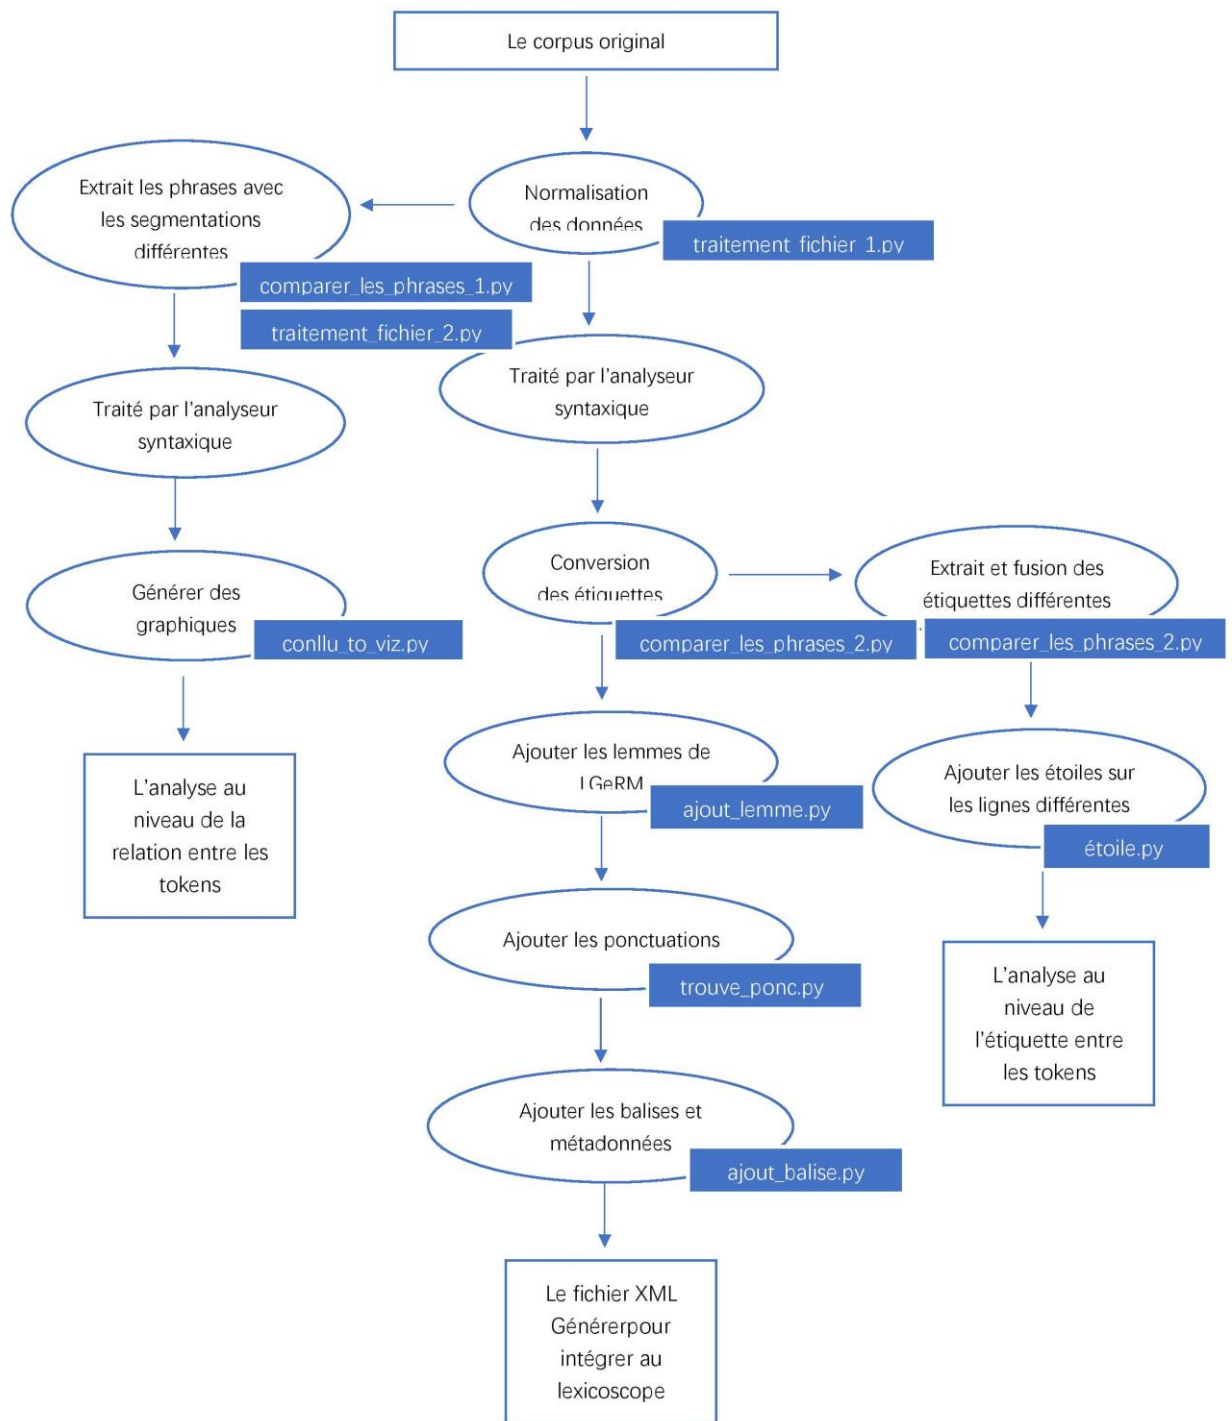 Le corpus original
Normalisation
des données
traitement_fichier_1.py
Extrait les phrases avec
les segmentations
différentes
comparer_les_phrases_1.py
traitement_fichier_2.py
Traité par l'analyseur
syntaxique
Traité par l'analyseur
syntaxique
Générer des
graphiques
conllu_to_viz.py
Conversion
des étiquettes
comparer_les_phrases_2.py
Extrait et fusion des
étiquettes différentes
comparer_les_phrases_2.py
L'analyse au
niveau de la
relation entre les
tokens
Ajouter les lemmes de
LGeRM
ajout_lemme.py
Ajouter les étoiles sur
les lignes différentes
étoile.py
Ajouter les ponctuations
trouve_ponc.py
L'analyse au
niveau de
l'étiquette entre
les tokens
Ajouter les balises et
métadonnées
ajout_balise.py
Le fichier XML
Générerpour
intégrer au
lexicoscope